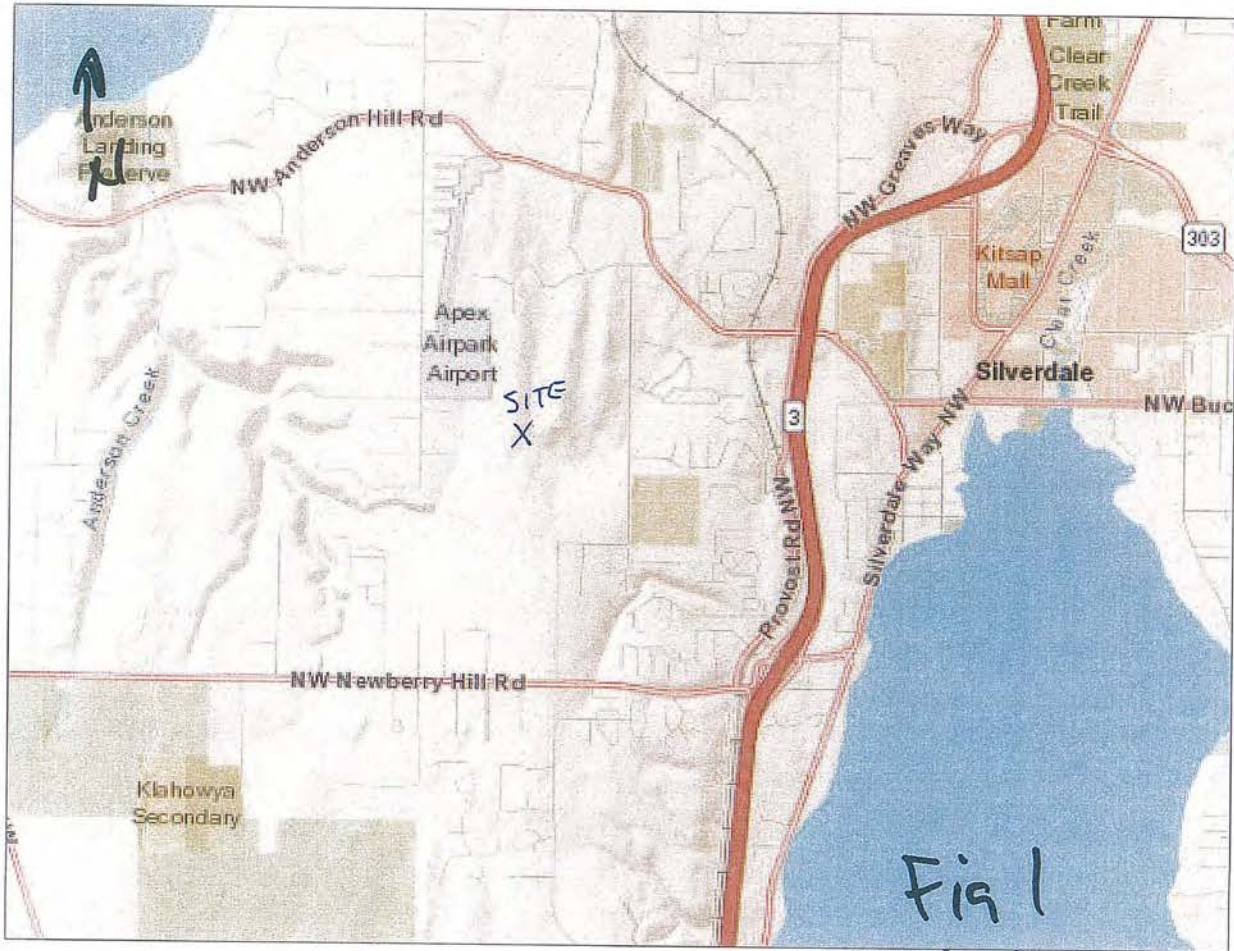 Farm
Clear
Creek
Trail
N
Anderson
Landing
Preserve
NW Anderson Hill Rd
NW Greaves Way
303
Kitsap
Mall
Clear Creek
Apex
Airpark
Airport
SITE
X
Silverdale
NW Buc
3
Anderson Creek
Provost Rd NW
Silverdale Way NW
NW Newberry Hill Rd
Klahowya
Secondary
Fig 1